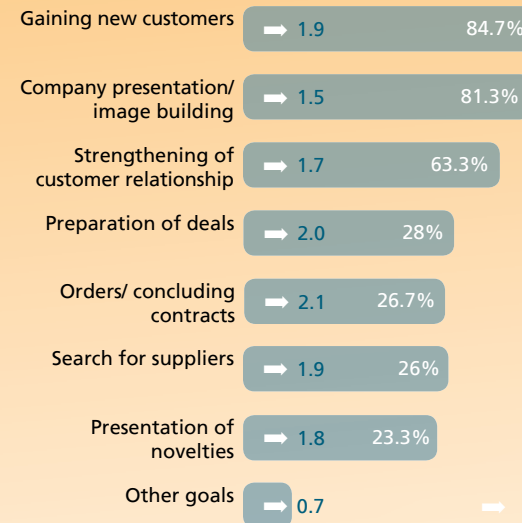 Gaining new customers
➡ 1.9 84.7%
Company presentation/
image building
➡ 1.5 81.3%
Strengthening of
customer relationship
➡ 1.7 63.3%
Preparation of deals
➡ 2.0 28%
Orders/ concluding
contracts
➡ 2.1 26.7%
Search for suppliers
➡ 1.9 26%
Presentation of
novelties
➡ 1.8 23.3%
Other goals
➡ 0.7 ➡